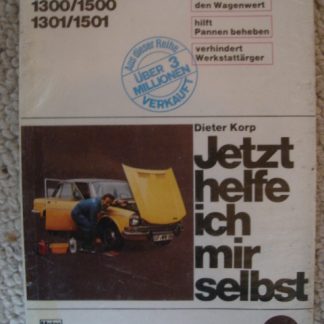 1300/1500
1301/1501
den Wagenwert
hilft
Pannen beheben
verhindert
Werkstattärger
Aus dieser Reihe
ÜBER 3
MILLIONEN
VERKAUFT
Dieter Korp
Jetzt
helfe
ich
mir
selbst